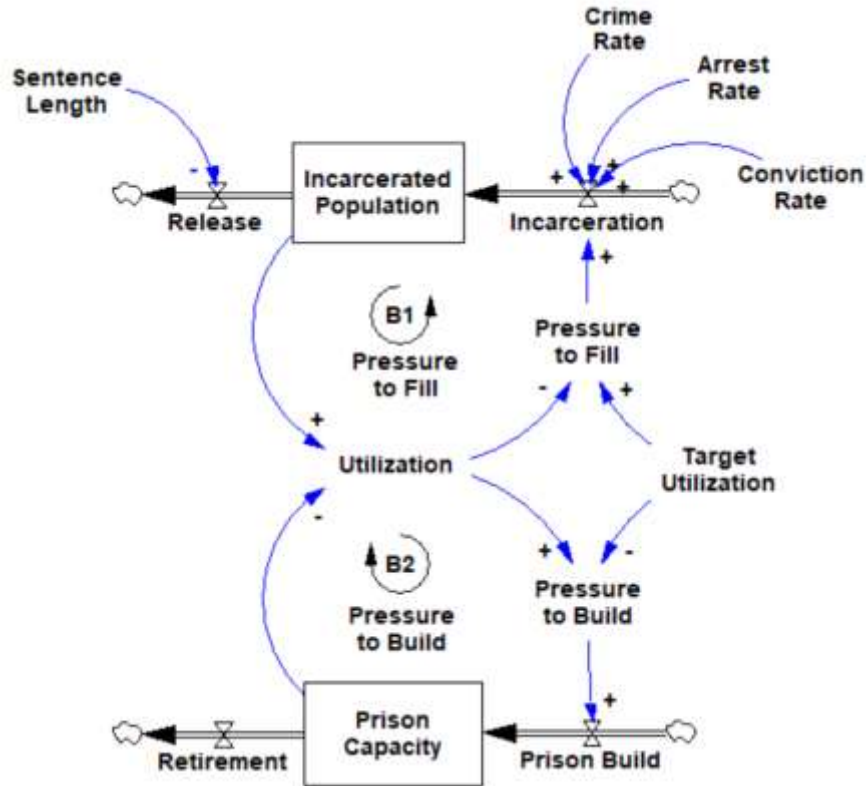 Crime
Rate
Sentence
Length
Arrest
Rate
-
Incarcerated
Population
+
+
+
Conviction
Rate
Release
Incarceration
+
B1
Pressure
to Fill
Pressure
to Fill
-
+
+
Utilization
Target
Utilization
-
B2
+
-
Pressure
to Build
Pressure
to Build
+
Prison
Capacity
Retirement
Prison Build